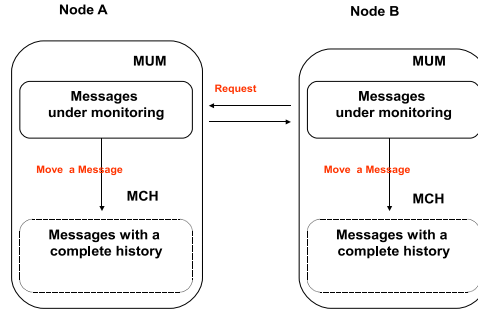 Node A
Node B
MUM
Messages
under monitoring
Request
MUM
Messages
under monitoring
Move a Message
MCH
Messages with a
complete history
Move a Message
MCH
Messages with a
complete history